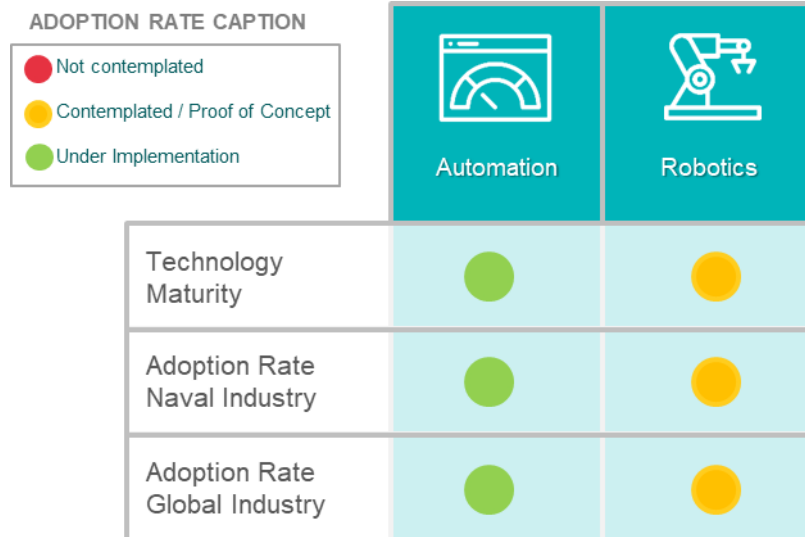 ADOPTION RATE CAPTION
Not contemplated
Contemplated / Proof of Concept
Under Implementation
Automation
Robotics
Technology
Maturity
Adoption Rate
Naval Industry
Adoption Rate
Global Industry